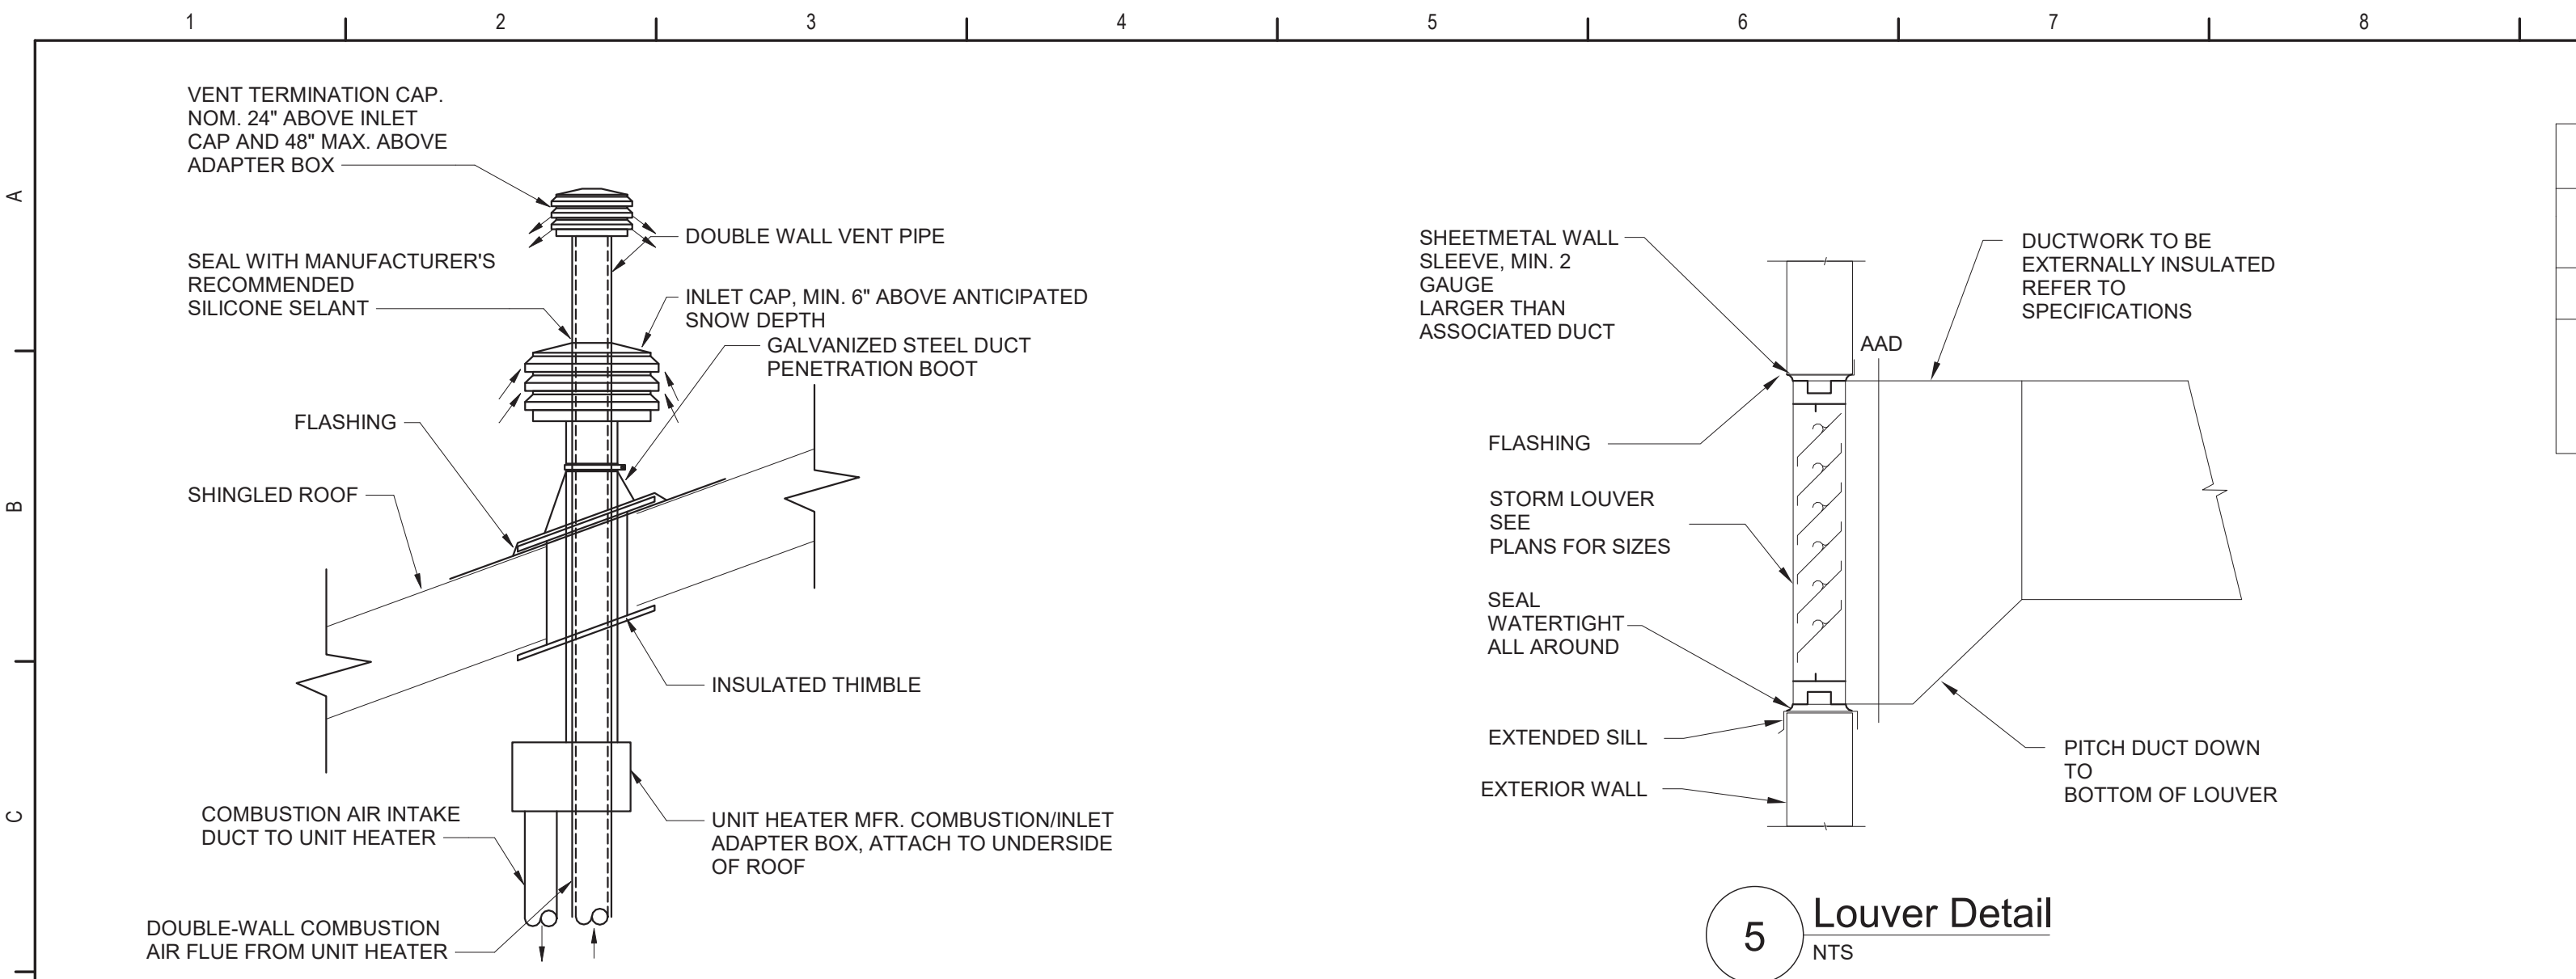 1 2 3 4 5 6 7 8
A
B
C
VENT TERMINATION CAP.
NOM. 24" ABOVE INLET
CAP AND 48" MAX. ABOVE
ADAPTER BOX
DOUBLE WALL VENT PIPE
SEAL WITH MANUFACTURER'S
RECOMMENDED
SILICONE SELANT
INLET CAP, MIN. 6" ABOVE ANTICIPATED
SNOW DEPTH
GALVANIZED STEEL DUCT
PENETRATION BOOT
FLASHING
SHINGLED ROOF
INSULATED THIMBLE
COMBUSTION AIR INTAKE
DUCT TO UNIT HEATER
UNIT HEATER MFR. COMBUSTION/INLET
ADAPTER BOX, ATTACH TO UNDERSIDE
OF ROOF
DOUBLE-WALL COMBUSTION
AIR FLUE FROM UNIT HEATER
SHEETMETAL WALL
SLEEVE, MIN. 2
GAUGE
LARGER THAN
ASSOCIATED DUCT
DUCTWORK TO BE
EXTERNALLY INSULATED
REFER TO
SPECIFICATIONS
AAD
FLASHING
STORM LOUVER
SEE
PLANS FOR SIZES
SEAL
WATERTIGHT
ALL AROUND
EXTENDED SILL
EXTERIOR WALL
PITCH DUCT DOWN
TO
BOTTOM OF LOUVER
5
Louver Detail
NTS